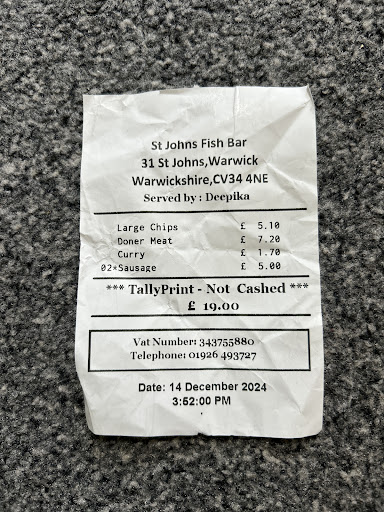 St Johns Fish Bar
31 St Johns,Warwick
Warwickshire,CV34 4NE
Served by : Deepika
Large Chips £ 5.10
Doner Meat £ 7.20
Curry £ 1.70
02*Sausage £ 5.00
*** TallyPrint - Not Cashed ***
£ 19.00
Vat Number: 343755880
Telephone: 01926 493727
Date: 14 December 2024
3:52:00 PM